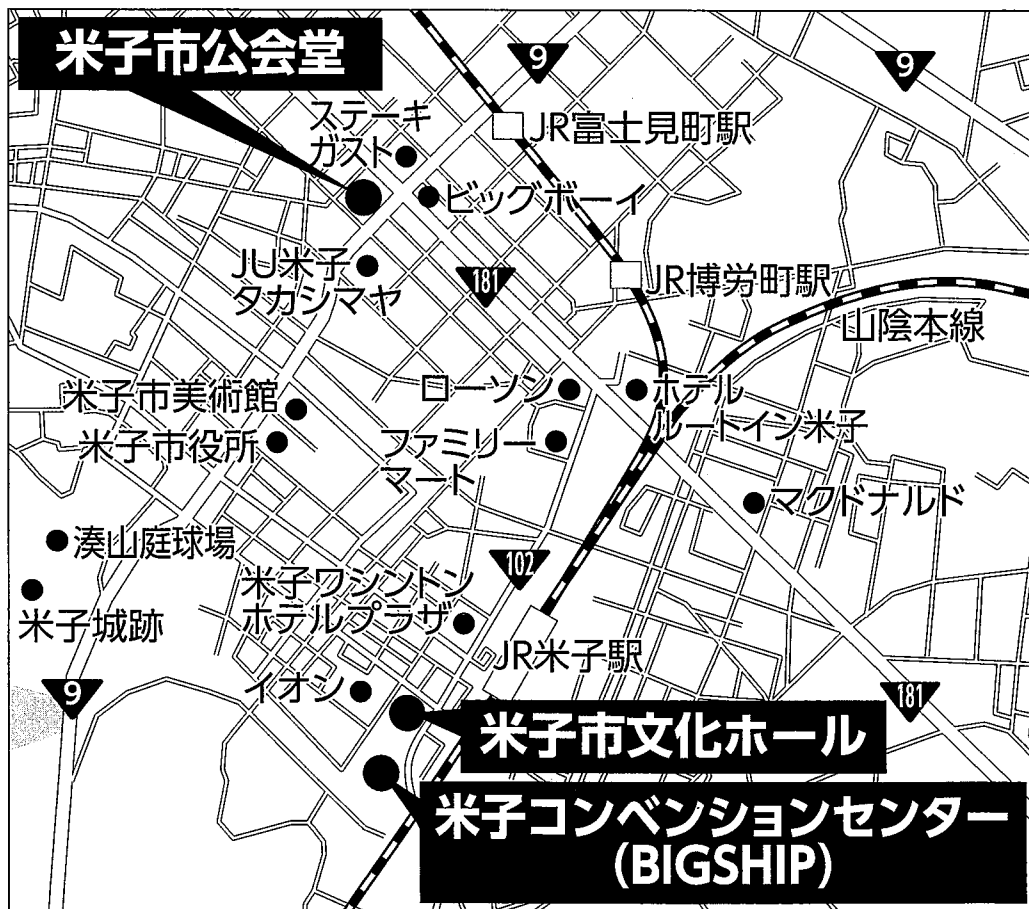 米子市公会堂
9
9
ステーキ
ガスト
JR富士見町駅
ビッグボーイ
JU米子
タカシマヤ
181
JR博労町駅
山陰本線
米子市美術館
ローソン
ホテル
ルートイン米子
米子市役所
ファミリー
マート
マクドナルド
湊山庭球場
102
米子ワシントン
ホテルプラザ
米子城跡
JR米子駅
イオン
9
181
米子市文化ホール
米子コンベンションセンター
(BIGSHIP)